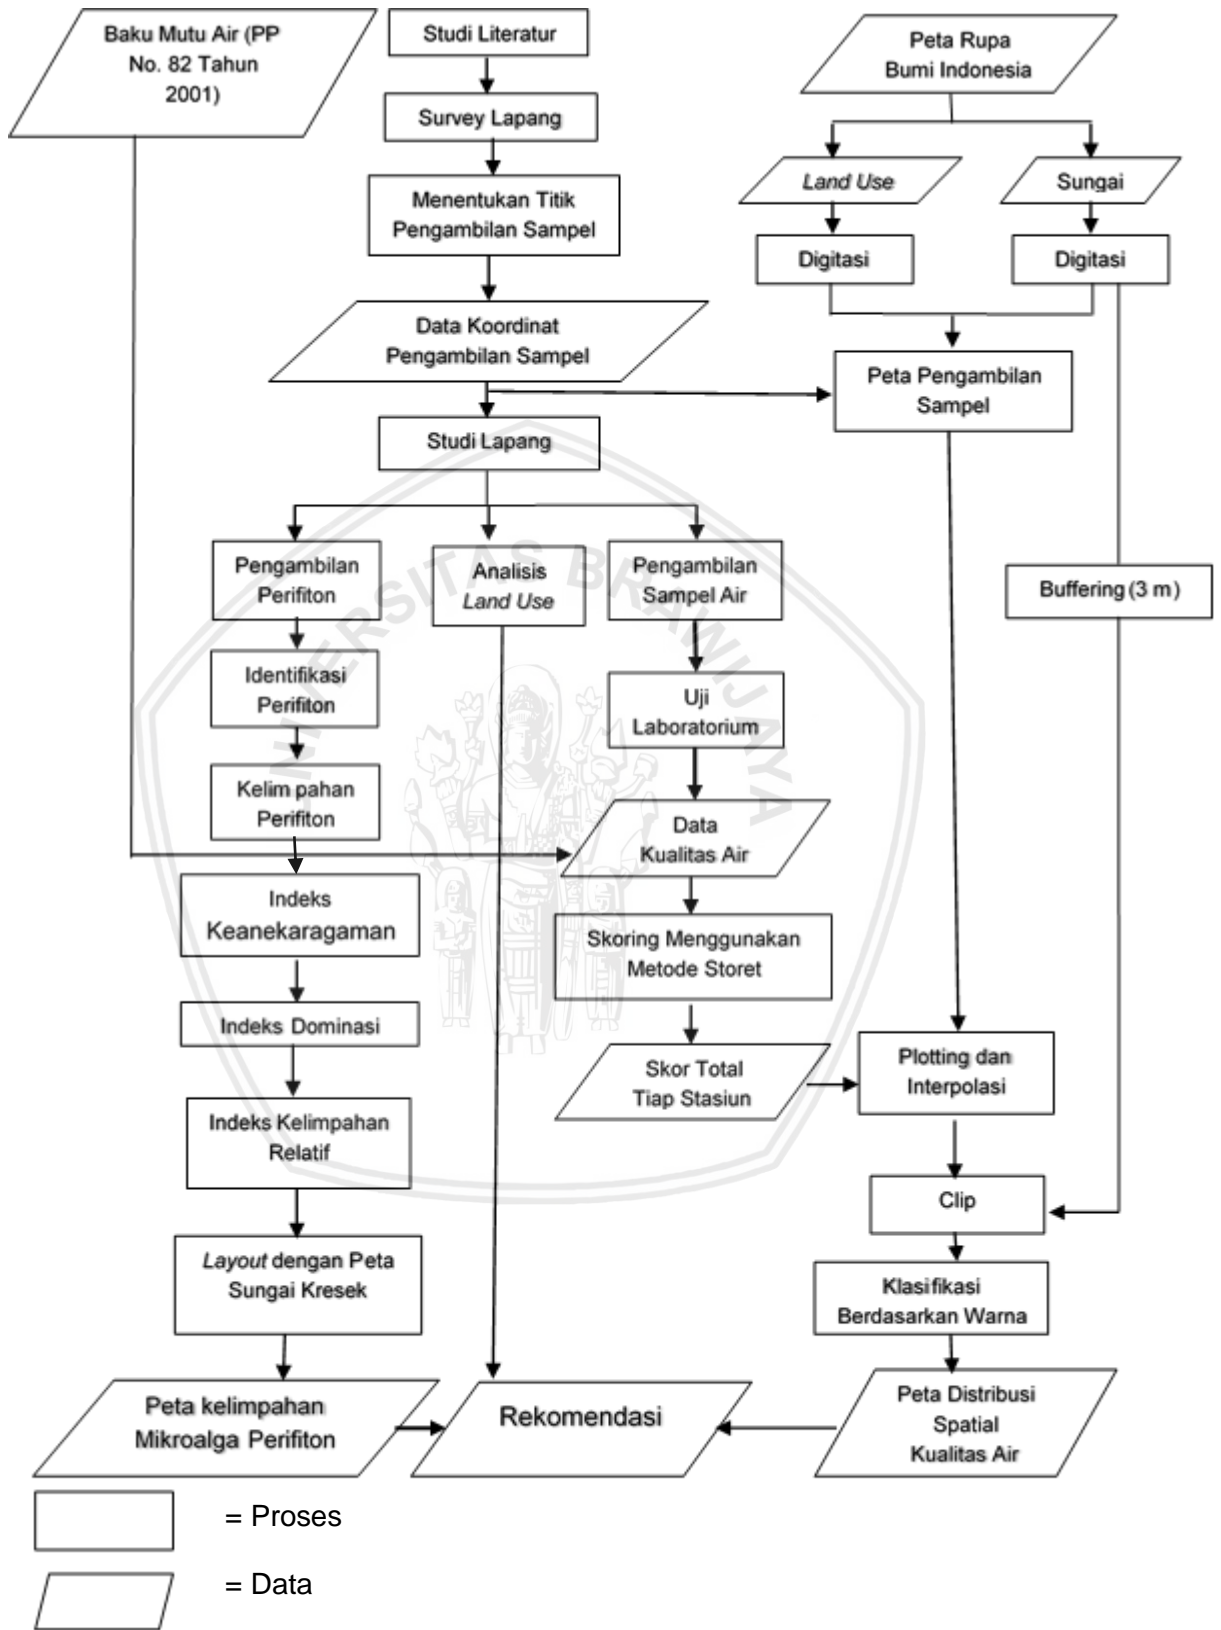 Baku Mutu Air (PP
No. 82 Tahun
2001)
Studi Literatur
Peta Rupa
Bumi Indonesia
Survey Lapang
Land Use
Sungai
Menentukan Titik
Pengambilan Sampel
Digitasi
Digitasi
Data Koordinat
Pengambilan Sampel
Peta Pengambilan
Sampel
Studi Lapang
Pengambilan
Perifiton
Analisis
Land Use
Pengambilan
Sampel Air
Buffering (3 m)
Identifikasi
Perifiton
Uji
Laboratorium
Kelim pahan
Perifiton
Data
Kualitas Air
Indeks
Keanekaragaman
Skoring Menggunakan
Metode Storet
Indeks Dominasi
Skor Total
Tiap Stasiun
Plotting dan
Interpolasi
Indeks Kelimpahan
Relatif
Clip
Layout dengan Peta
Sungai Kresek
Klasifikasi
Berdasarkan Warna
Peta kelimpahan
Mikroalga Perifiton
Rekomendasi
Peta Distribusi
Spatial
Kualitas Air
= Proses
= Data
UNIVERSITAS BRAWIJAYA